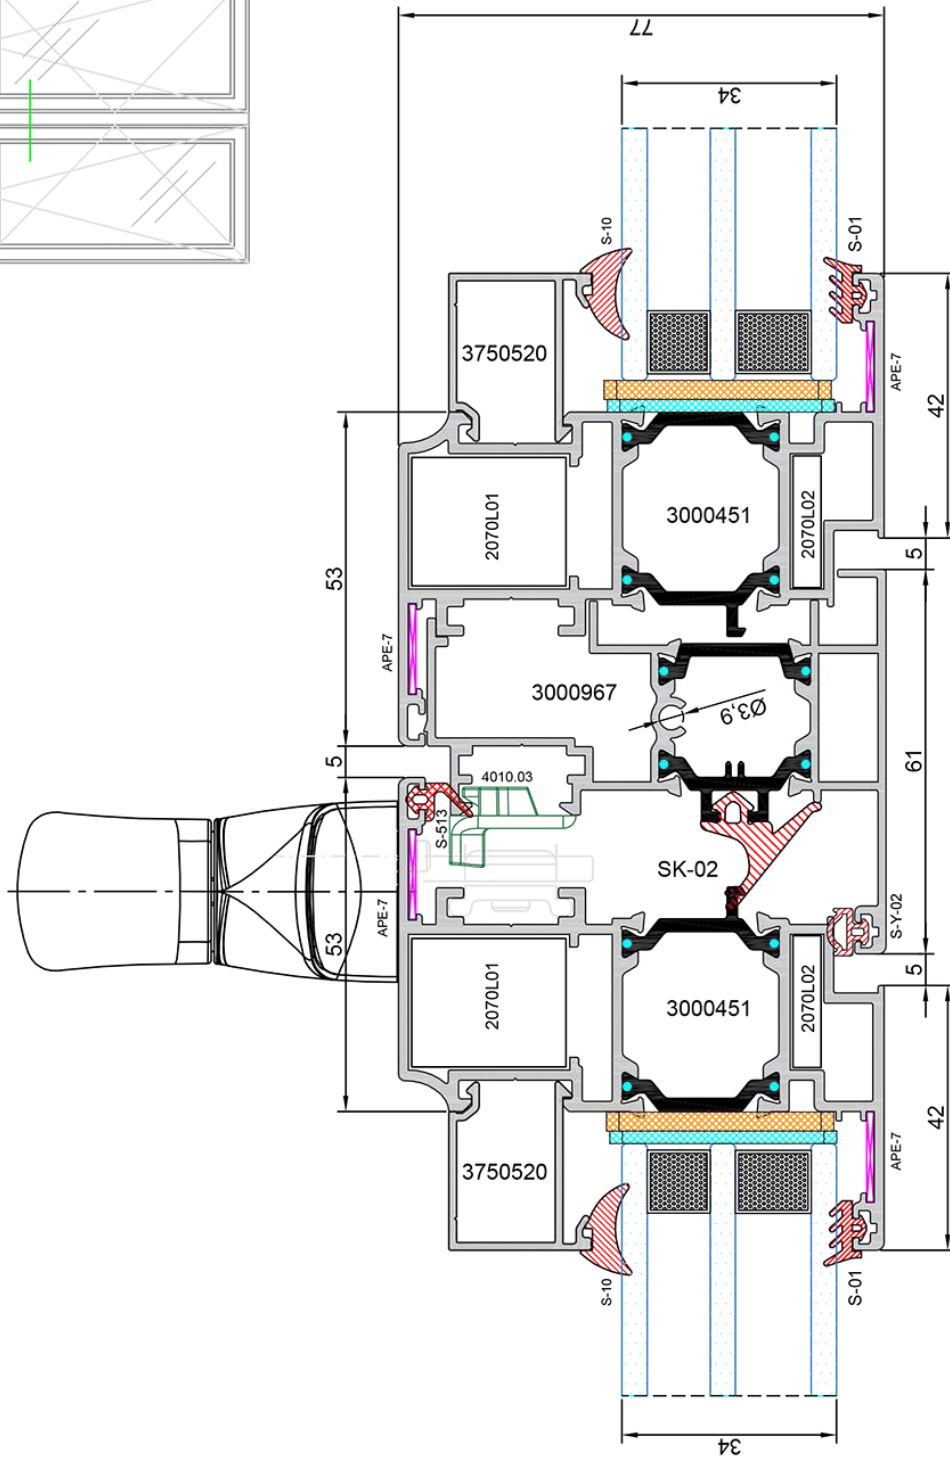 77
34
S-10
S-01
3750520
APE-7
42
2070L01
3000451
2070L02
53
5
APE-7
3000967
Ø3,9
61
5
4010.03
S-513
SK-02
APE-7
S-Y-02
53
5
2070L01
3000451
2070L02
42
APE-7
3750520
S-10
S-01
34